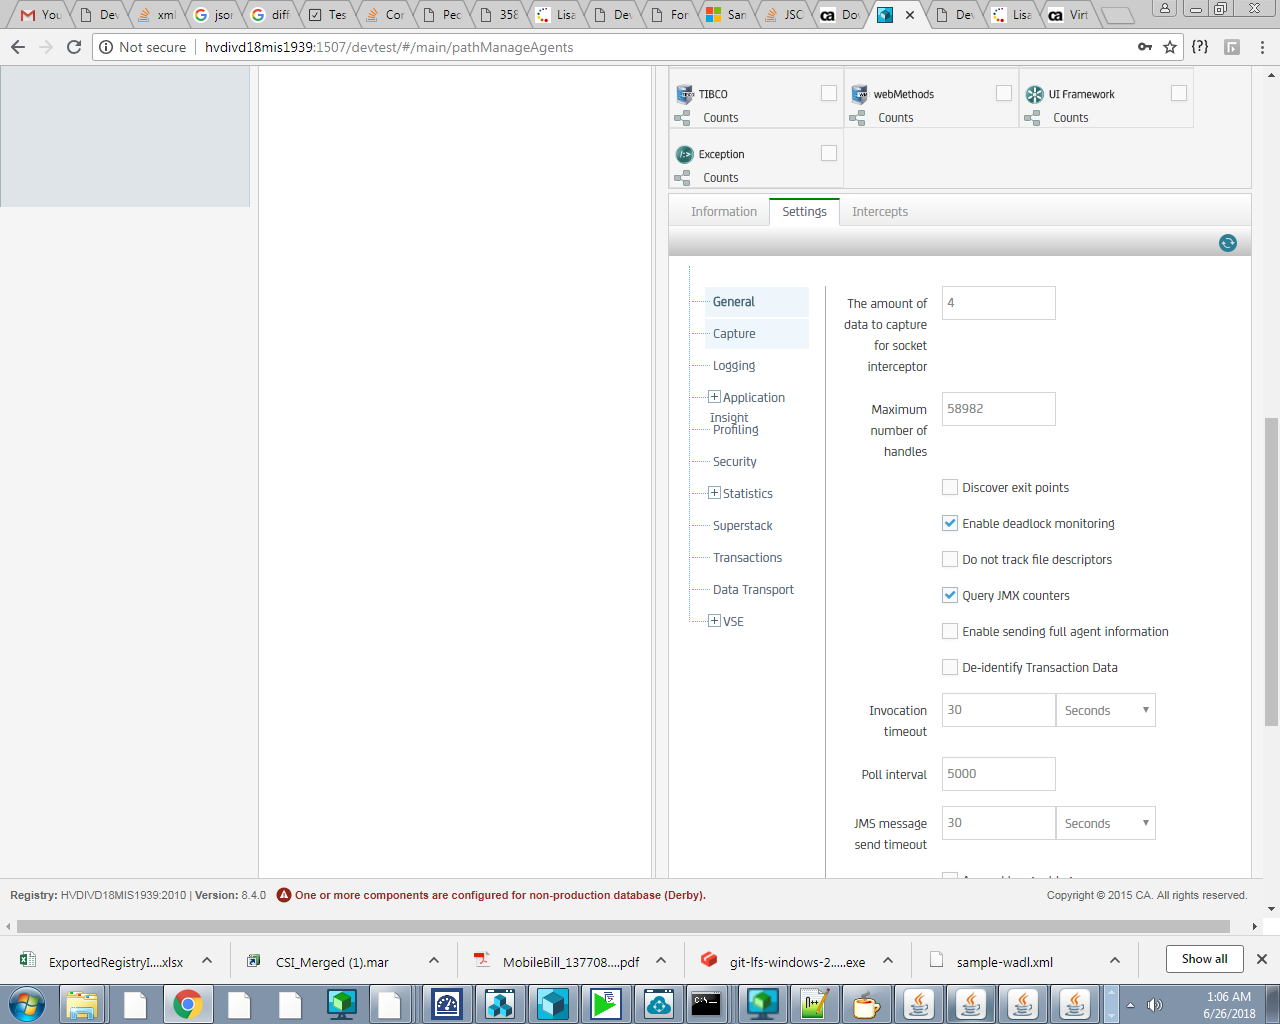 You
Dev
xml
jsor
diff
Tes
Cor
Pec
358
Lisa
Dev
For
San
JSC
Dov
Dev
Lisa
Virt
Not secure
hvdivd18mis1939:1507/devtest/#/main/pathManageAgents
{?}
TIBCO
webMethods
UI Framework
Counts
Counts
Counts
Exception
Counts
Information
Settings
Intercepts
General
Capture
Logging
Application
Insight
Profiling
Security
Statistics
Superstack
Transactions
Data Transport
VSE
The amount of
data to capture
for socket
interceptor
4
Maximum
number of
handles
58982
Discover exit points
Enable deadlock monitoring
Do not track file descriptors
Query JMX counters
Enable sending full agent information
De-identify Transaction Data
Invocation
timeout
30
Seconds
Poll interval
5000
JMS message
send timeout
30
Seconds
Registry: HVDIVD18MIS1939:2010 | Version: 8.4.0
One or more components are configured for non-production database (Derby).
Copyright © 2015 CA. All rights reserved.
ExportedRegistryI....xlsx
CSI_Merged (1).mar
MobileBill_137708....pdf
git-lfs-windows-2.....exe
sample-wadl.xml
Show all
1:06 AM
6/26/2018